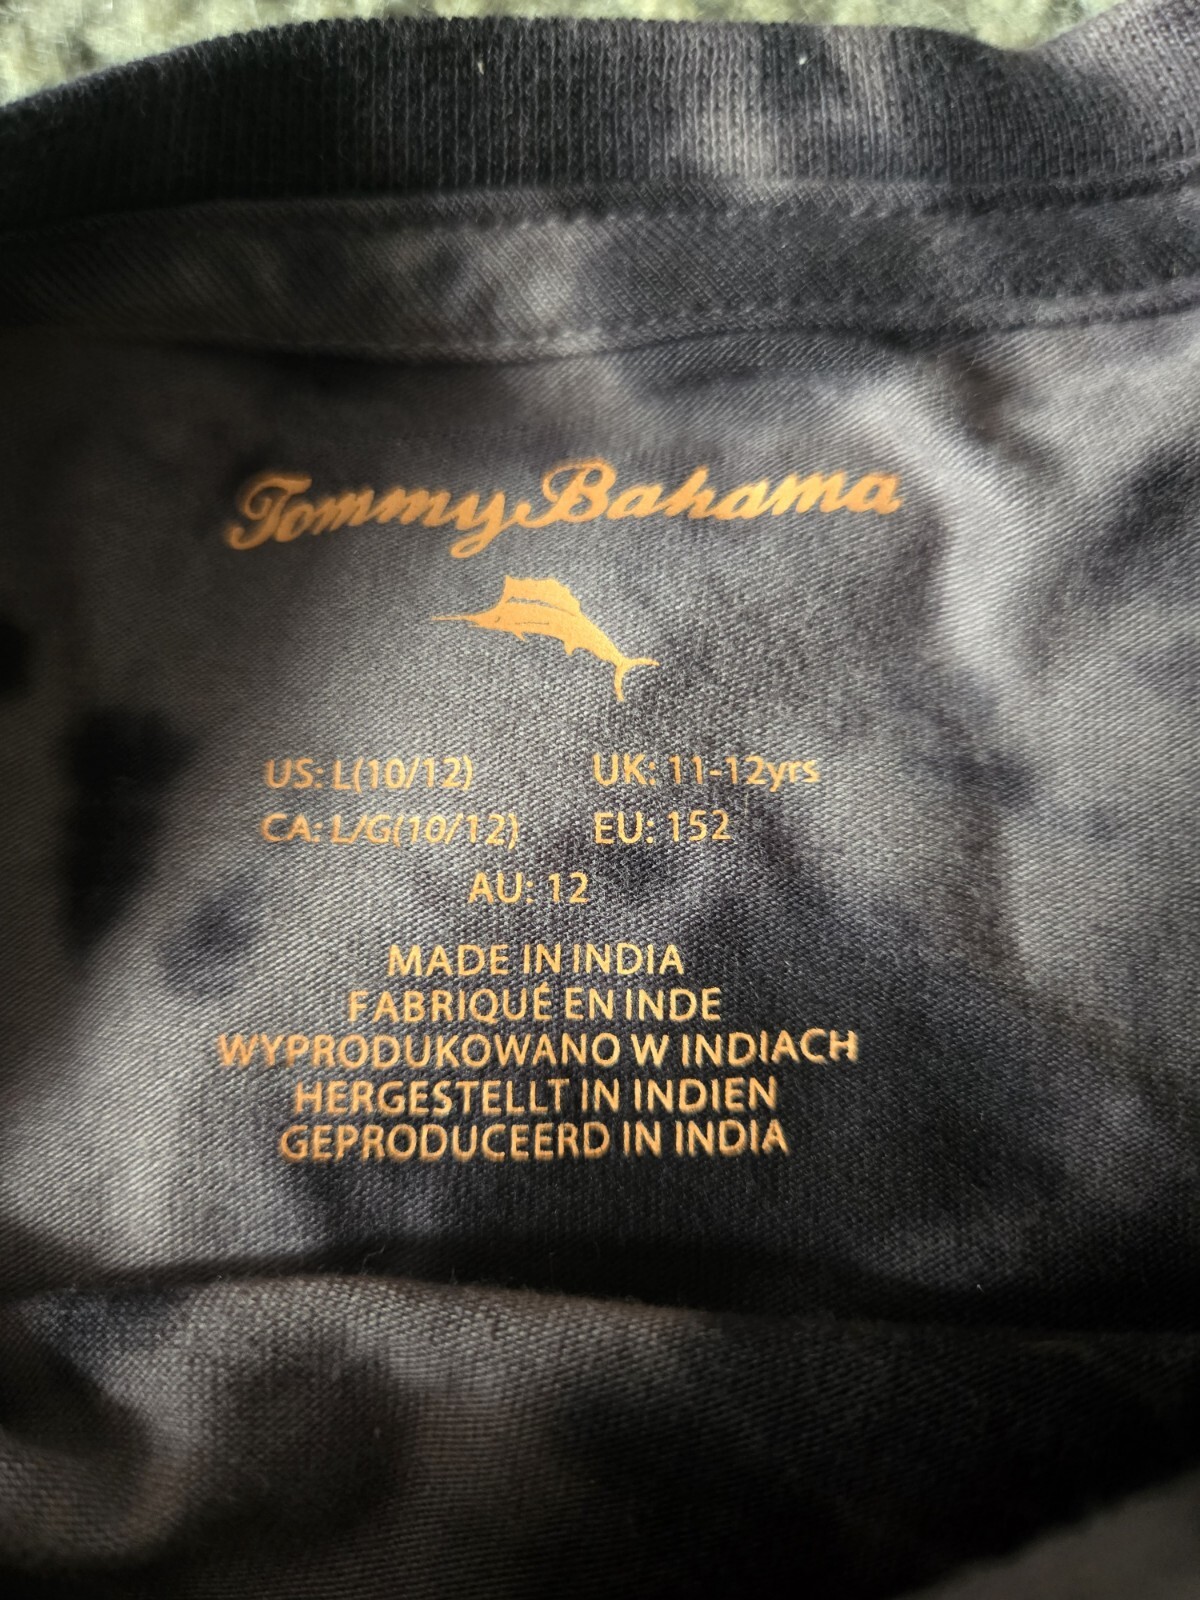 Tommy Bahama
US: L(10/12) UK: 11-12yrs
CA: L/G(10/12) EU: 152
AU: 12
MADE IN INDIA
FABRIQUÉ EN INDE
WYPRODUKOWANO W INDIACH
HERGESTELLT IN INDIEN
GEPRODUCEERD IN INDIA